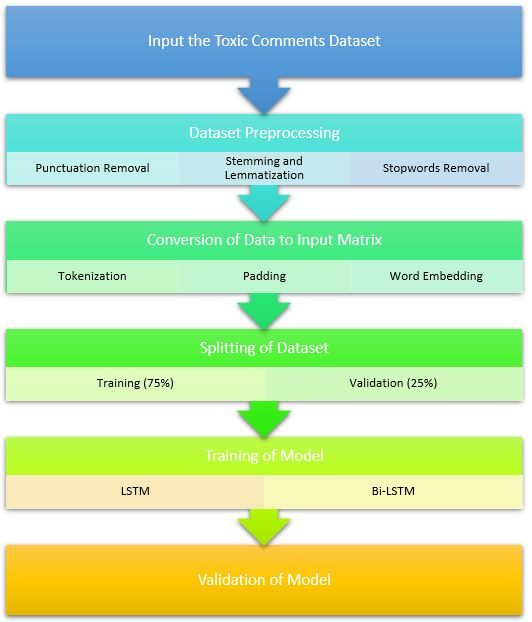 Input the Toxic Comments Dataset
Dataset Preprocessing
Punctuation Removal
Stemming and
Lemmatization
Stopwords Removal
Conversion of Data to Input Matrix
Tokenization
Padding
Word Embedding
Splitting of Dataset
Training (75%)
Validation (25%)
Training of Model
LSTM
Bi-LSTM
Validation of Model